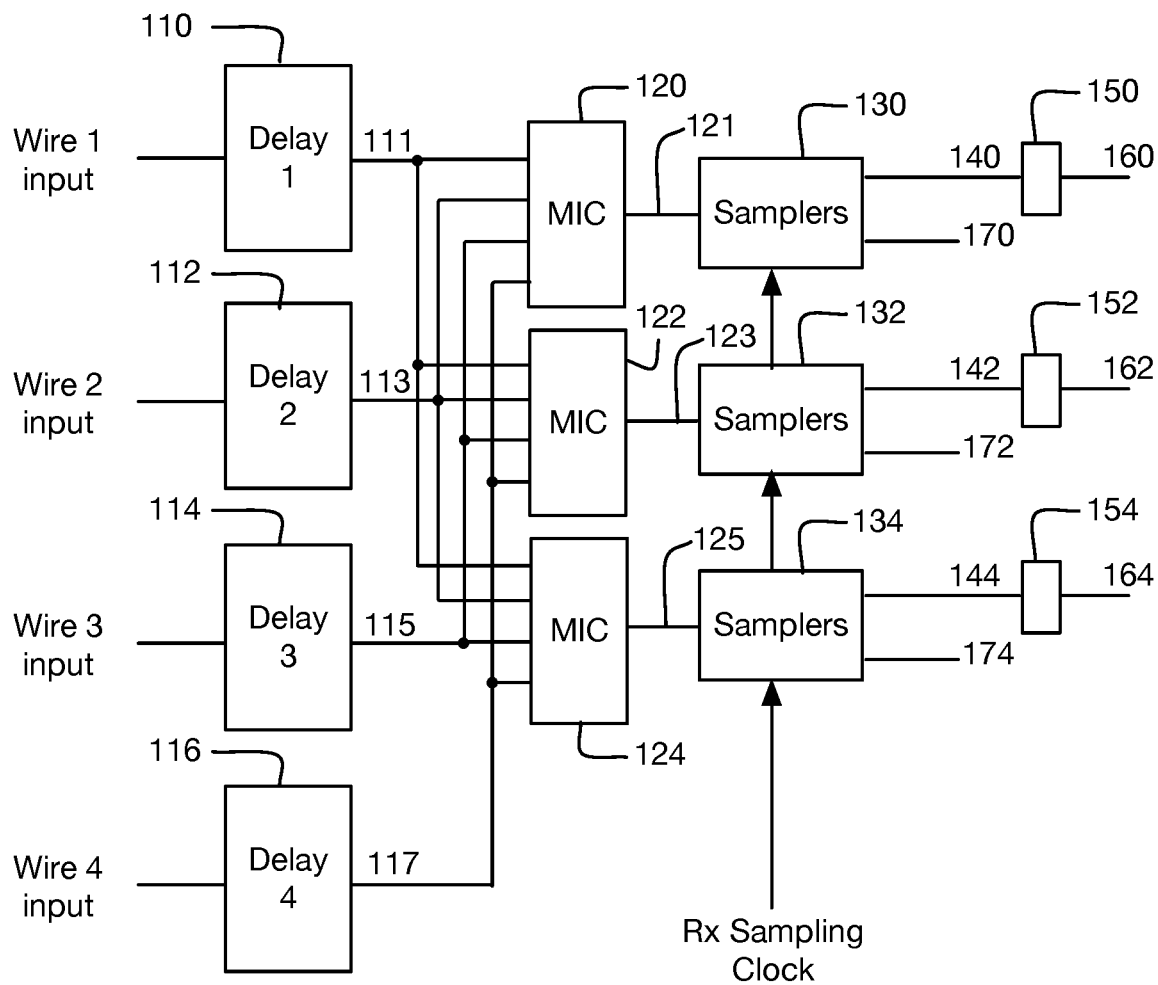 110
120
130
150
Wire 1
input
Delay
1
111
MIC
121
Samplers
140
160
170
112
122
123
132
152
Wire 2
input
Delay
2
113
MIC
Samplers
142
162
172
114
125
134
154
Wire 3
input
Delay
3
115
MIC
Samplers
144
164
174
116
124
Wire 4
input
Delay
4
117
Rx Sampling
Clock